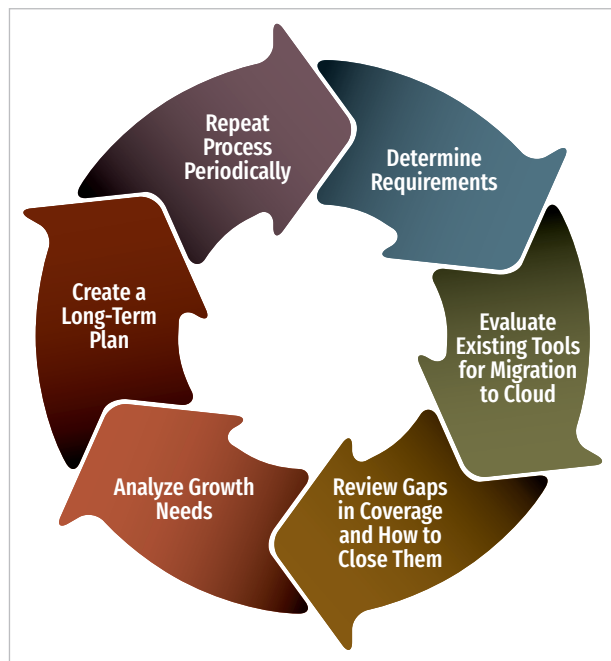 Determine
Requirements
Evaluate
Existing Tools
for Migration
to Cloud
Review Gaps
in Coverage
and How to
Close Them
Analyze Growth
Needs
Create a
Long-Term
Plan
Repeat
Process
Periodically